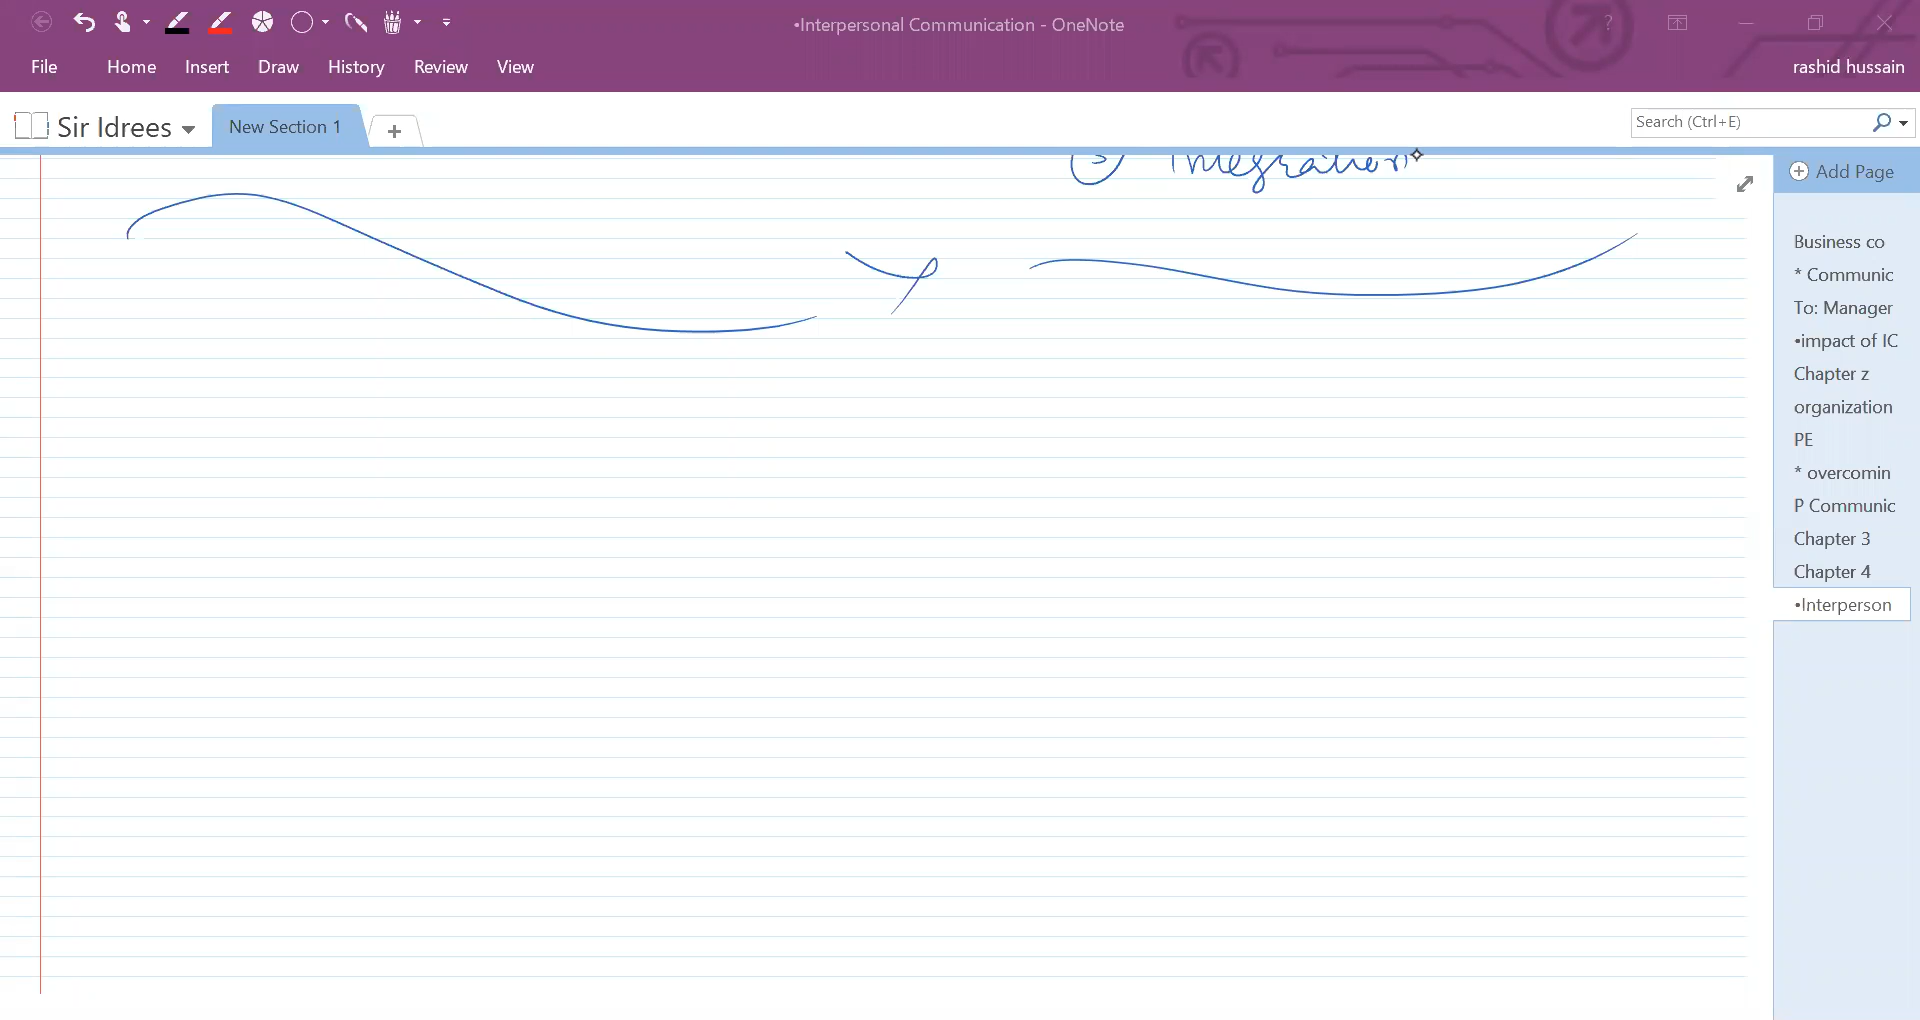 •Interpersonal Communication - OneNote
?
File Home Insert Draw History Review View
rashid hussain
Sir Idrees
New Section 1
+
Search (Ctrl+E)
3 Integration
Add Page
Business co
* Communic
To: Manager
•impact of IC
Chapter z
organization
PE
* overcomin
P Communic
Chapter 3
Chapter 4
•Interperson